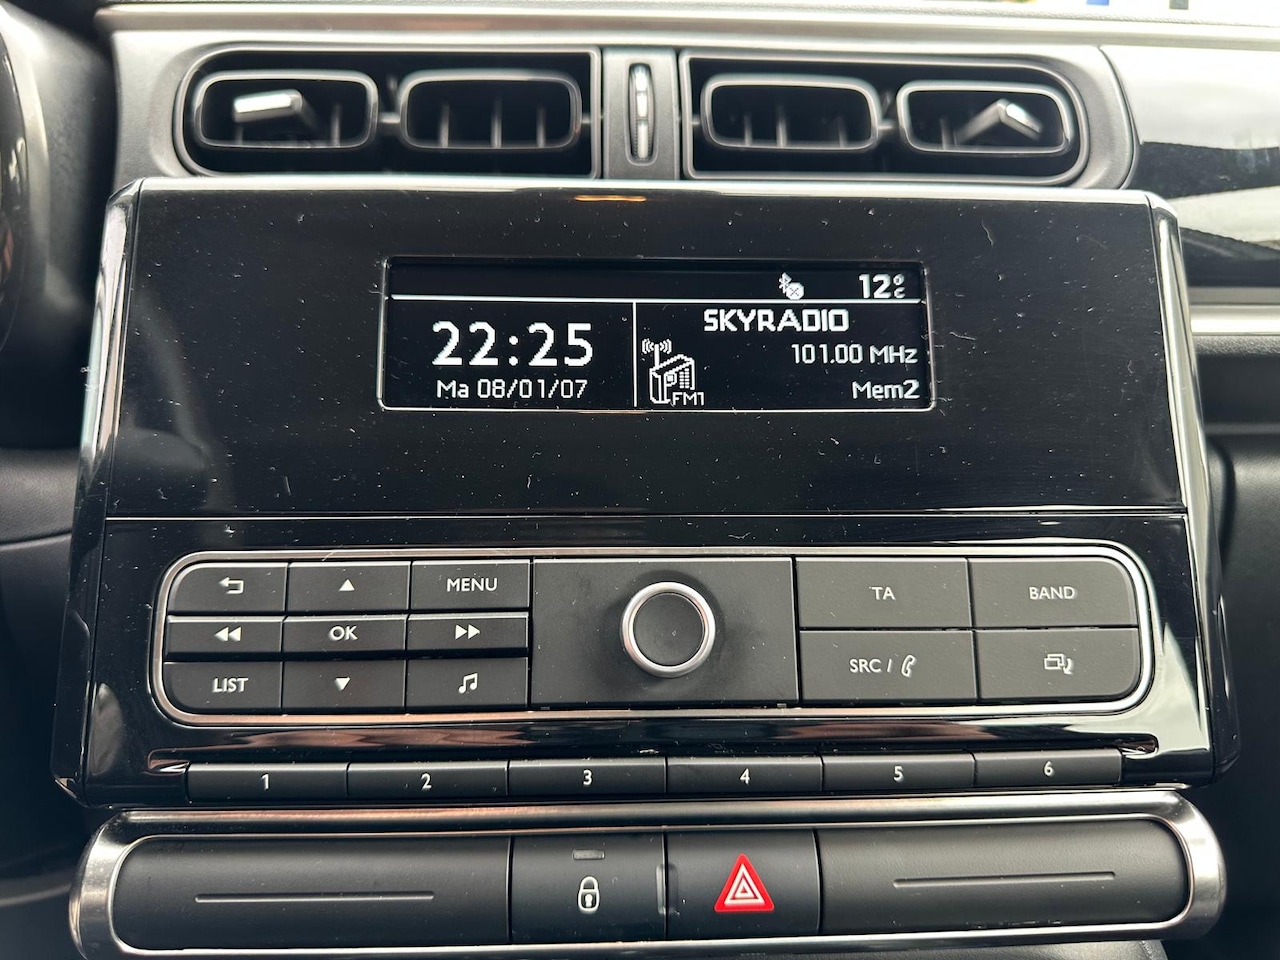 12°C
22:25
Ma 08/01/07
SKYRADIO
101.00 MHz
FM1
Mem2
MENU
TA
BAND
OK
SRC /
LIST
1 2 3 4 5 6